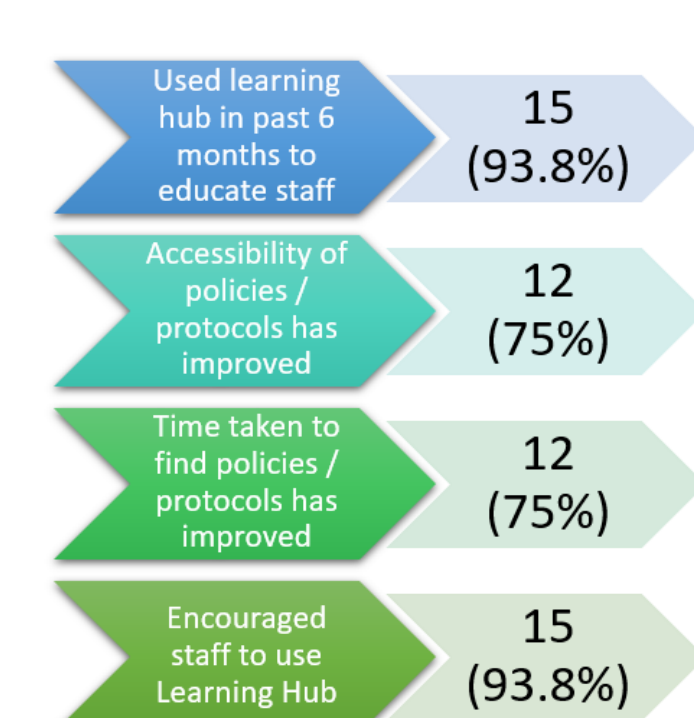 Used learning
hub in past 6
months to
educate staff
15
(93.8%)
Accessibility of
policies /
protocols has
improved
12
(75%)
Time taken to
find policies /
protocols has
improved
12
(75%)
Encouraged
staff to use
Learning Hub
15
(93.8%)